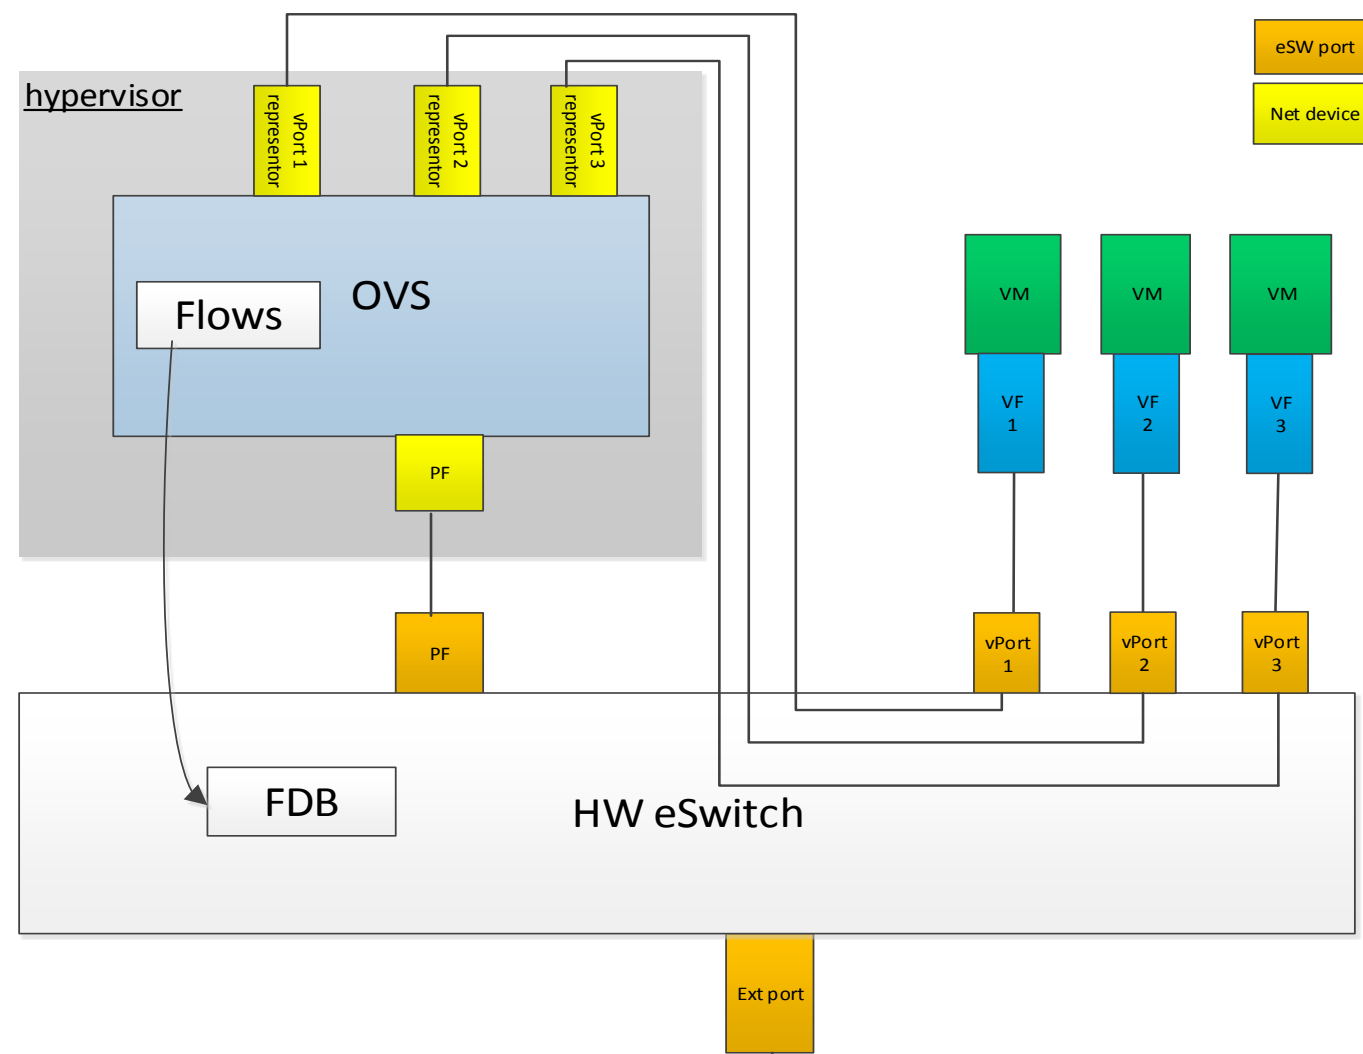 eSW port
Net device
hypervisor
vPort 1
representor
vPort 2
representor
vPort 3
representor
OVS
Flows
PF
VM
VM
VM
VF
1
VF
2
VF
3
PF
vPort
1
vPort
2
vPort
3
FDB
HW eSwitch
Ext port